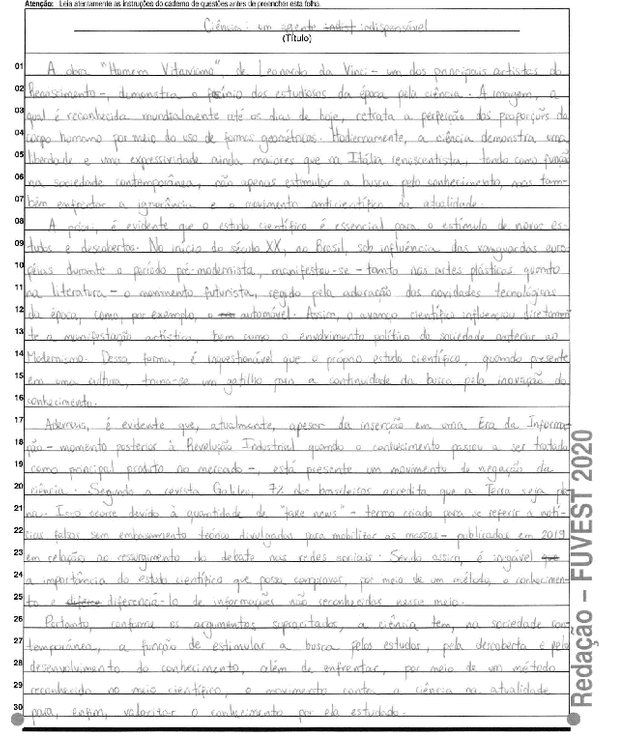 Atenção: Leia atentamente as instruções do caderno de questões antes de preencher esta folha.
Ciência: um agente indispensável
(Título)
01 A obra "Homem Vitruviano", de Leonardo da Vinci – um dos principais artistas do
02 Renascimento –, demonstra o fascínio dos estudiosos da época pela ciência. A imagem, a
03 qual é reconhecida mundialmente até os dias de hoje, retrata a perfeição das proporções do
04 corpo humano por meio do uso de formas geométricas. Hodiernamente, a ciência demonstra uma
05 liberdade e uma expressividade ainda maiores que na Itália renascentista, tendo como função
06 na sociedade contemporânea, não apenas estimular a busca pelo conhecimento, mas tam-
07 bém enfrentar a ignorância e o movimento anticientífico da atualidade.
08 A priori, é evidente que o estudo científico é essencial para o estímulo de novos es-
09 tudos e descobertas. No início do século XX, no Brasil, sob influência das vanguardas euro-
10 péias durante o período pré-modernista, manifestou-se – tanto nas artes plásticas quanto
11 na literatura – o movimento futurista, regido pela adoração das novidades tecnológicas
12 da época, como, por exemplo, o automóvel. Assim, o avanço científico influenciou diretamen-
13 te a manifestação artística, bem como o envolvimento político da sociedade anterior ao
14 Modernismo. Dessa forma, é inquestionável que o próprio estudo científico, quando presente
15 em uma cultura, torna-se um gatilho para a continuidade da busca pela inovação do
16 conhecimento.
17 Ademais, é evidente que, atualmente, apesar da inserção em uma Era da Informa-
18 ção – momento posterior à Revolução Industrial quando o conhecimento passou a ser tratado
19 como principal produto no mercado –, está presente um movimento de negação da
20 ciência. Segundo a revista Galileu, 7% dos brasileiros acredita que a Terra seja pla-
21 na. Isso ocorre devido à quantidade de "fake news" – termo criado para se referir a notí-
22 cias falsas sem embasamento teórico divulgadas para mobilizar as massas – publicadas em 2019
23 em relação ao ressurgimento do debate nas redes sociais. Sendo assim, é inegável
24 a importância do estudo científico que possa comprovar, por meio de um método, o conhecimen-
25 to e diferenciá-lo de informações não reconhecidas nesse meio.
26 Portanto, conforme os argumentos supracitados, a ciência tem, na sociedade con-
27 temporânea, a função de estimular a busca pelos estudos, pela descoberta e pelo
28 desenvolvimento do conhecimento, além de enfrentar, por meio de um método
29 reconhecido no meio científico, o movimento contra a ciência na atualidade
30 para, enfim, valorizar o conhecimento por ela estudado.
Redação – FUVEST 2020